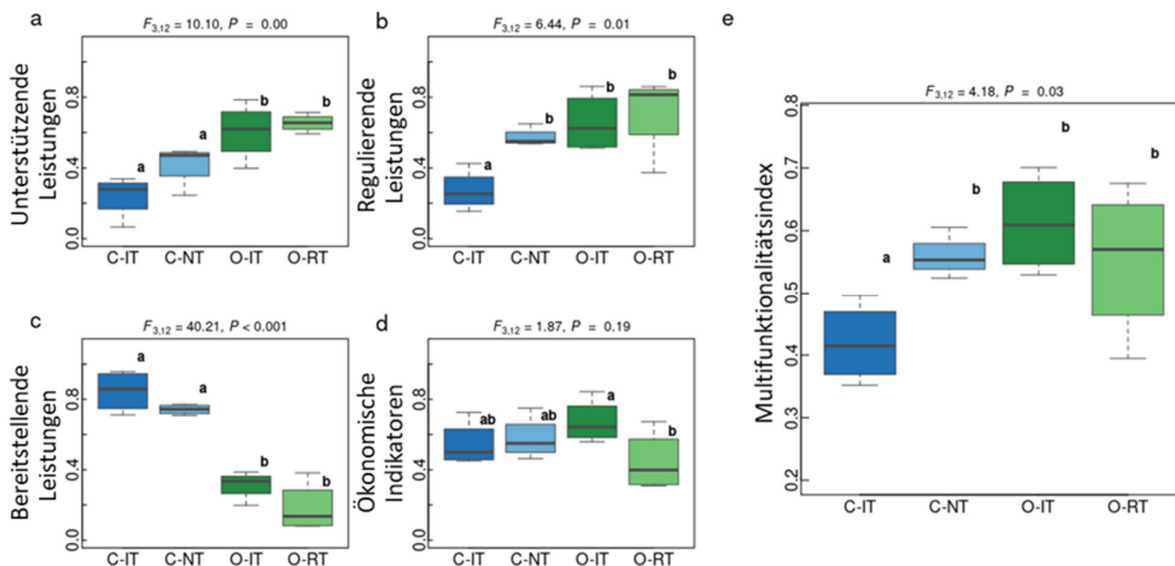 a
F3,12 = 10.10, P = 0.00
Unterstützende
Leistungen
0.8
0.4
0.0
a
a
b
b
C-IT C-NT O-IT O-RT
b
F3,12 = 6.44, P = 0.01
Regulierende
Leistungen
0.8
0.4
0.0
a
b
b
b
C-IT C-NT O-IT O-RT
c
F3,12 = 40.21, P < 0.001
Bereitstellende
Leistungen
0.8
0.4
0.0
a
a
b
b
C-IT C-NT O-IT O-RT
d
F3,12 = 1.87, P = 0.19
Ökonomische
Indikatoren
0.8
0.4
0.0
ab
ab
a
b
C-IT C-NT O-IT O-RT
e
F3,12 = 4.18, P = 0.03
Multifunktionalitätsindex
0.8
0.7
0.6
0.5
0.4
0.3
0.2
a
b
b
b
C-IT C-NT O-IT O-RT